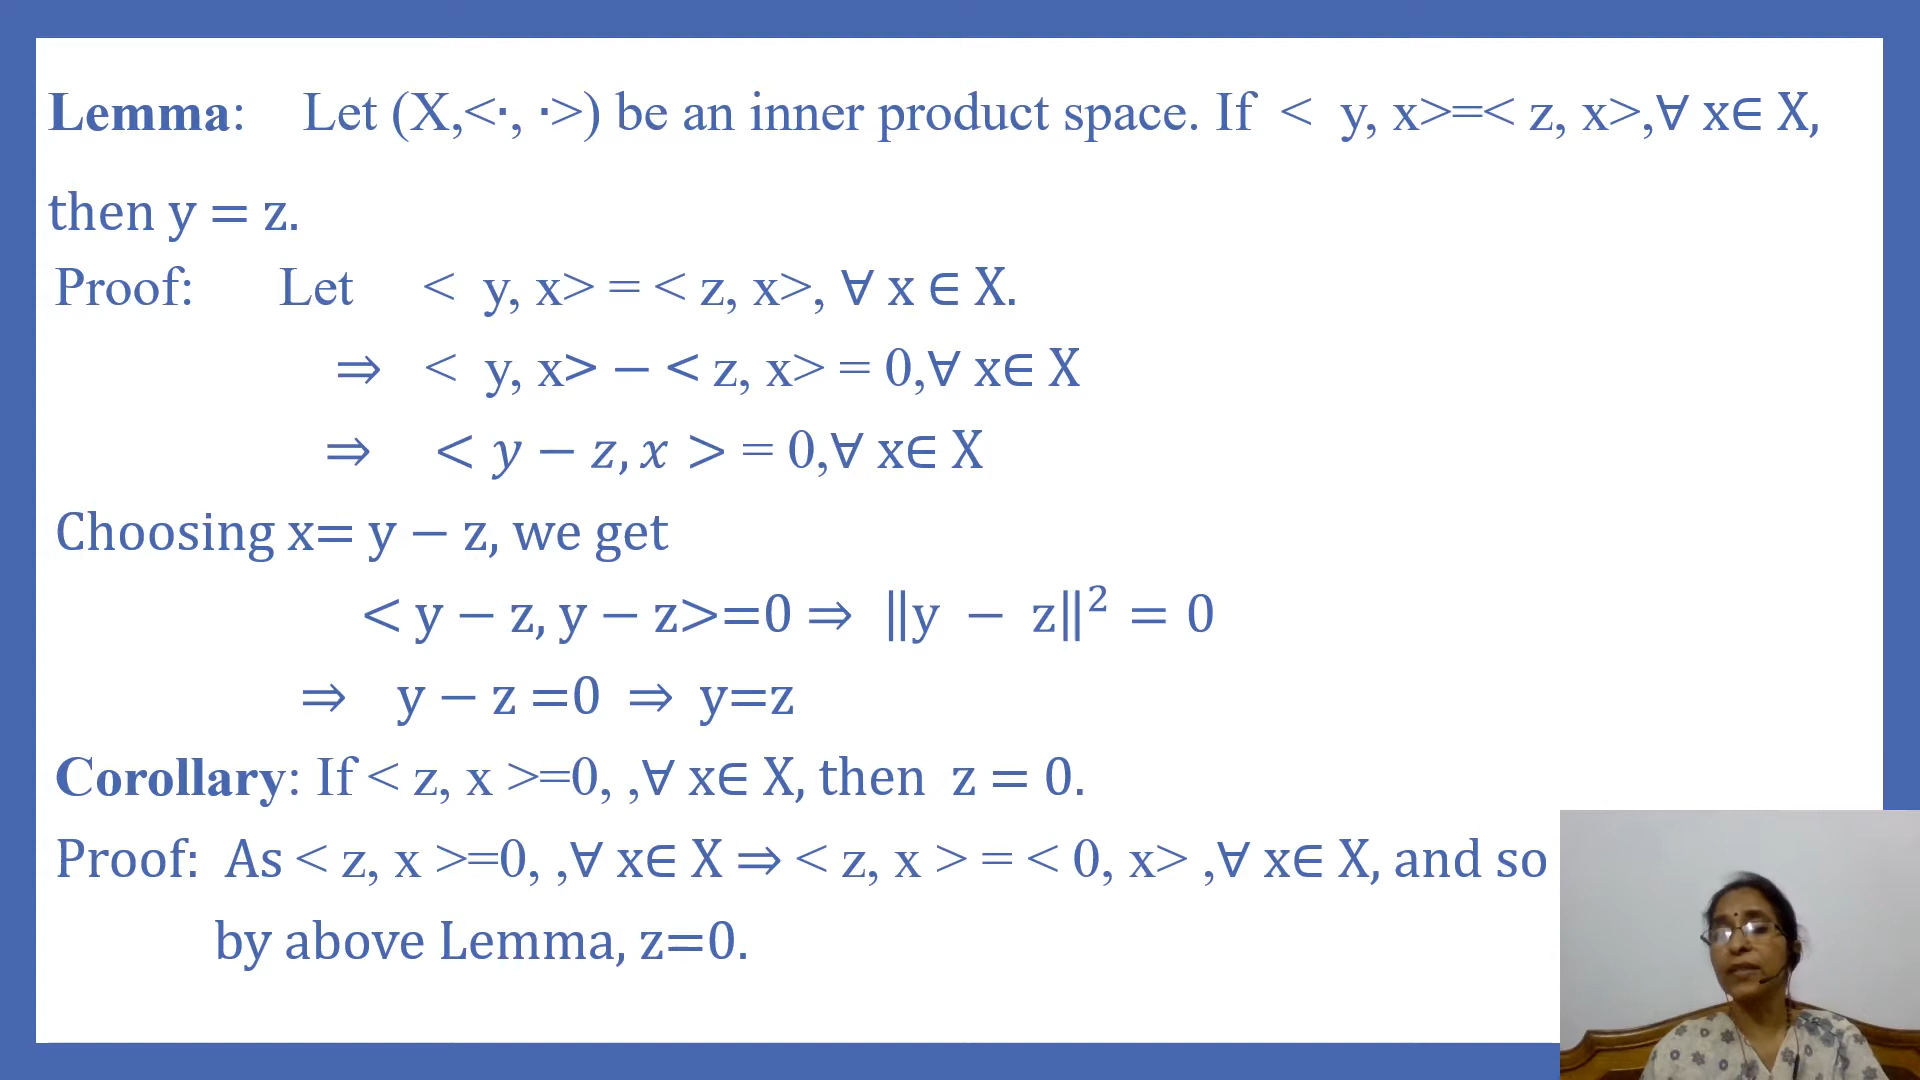 Lemma: Let (X,<·, ·>) be an inner product space. If < y, x>=< z, x>,∀ x∈ X,
then y = z.
Proof: Let < y, x> = < z, x>, ∀ x ∈ X.
⇒ < y, x> − < z, x> = 0,∀ x∈ X
⇒ < y − z, x > = 0,∀ x∈ X
Choosing x= y − z, we get
< y − z, y − z>=0 ⇒ ‖y − z‖² = 0
⇒ y − z =0 ⇒ y=z
Corollary: If < z, x >=0, ,∀ x∈ X, then z = 0.
Proof: As < z, x >=0, ,∀ x∈ X ⇒ < z, x > = < 0, x> ,∀ x∈ X, and so
by above Lemma, z=0.